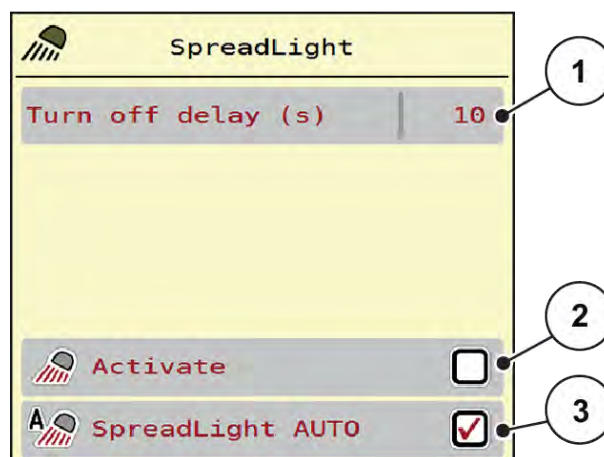 SpreadLight
1
Turn off delay (s) 10
2
Activate
A SpreadLight AUTO
3